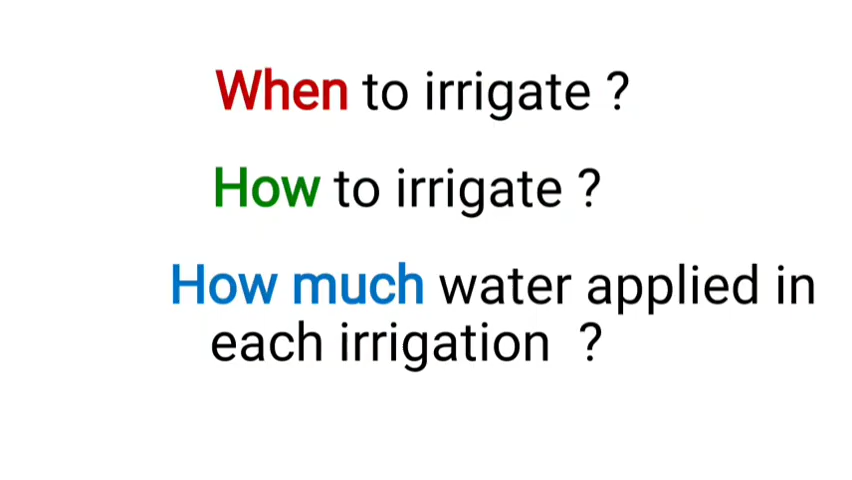 When to irrigate ?
How to irrigate ?
How much water applied in
each irrigation ?